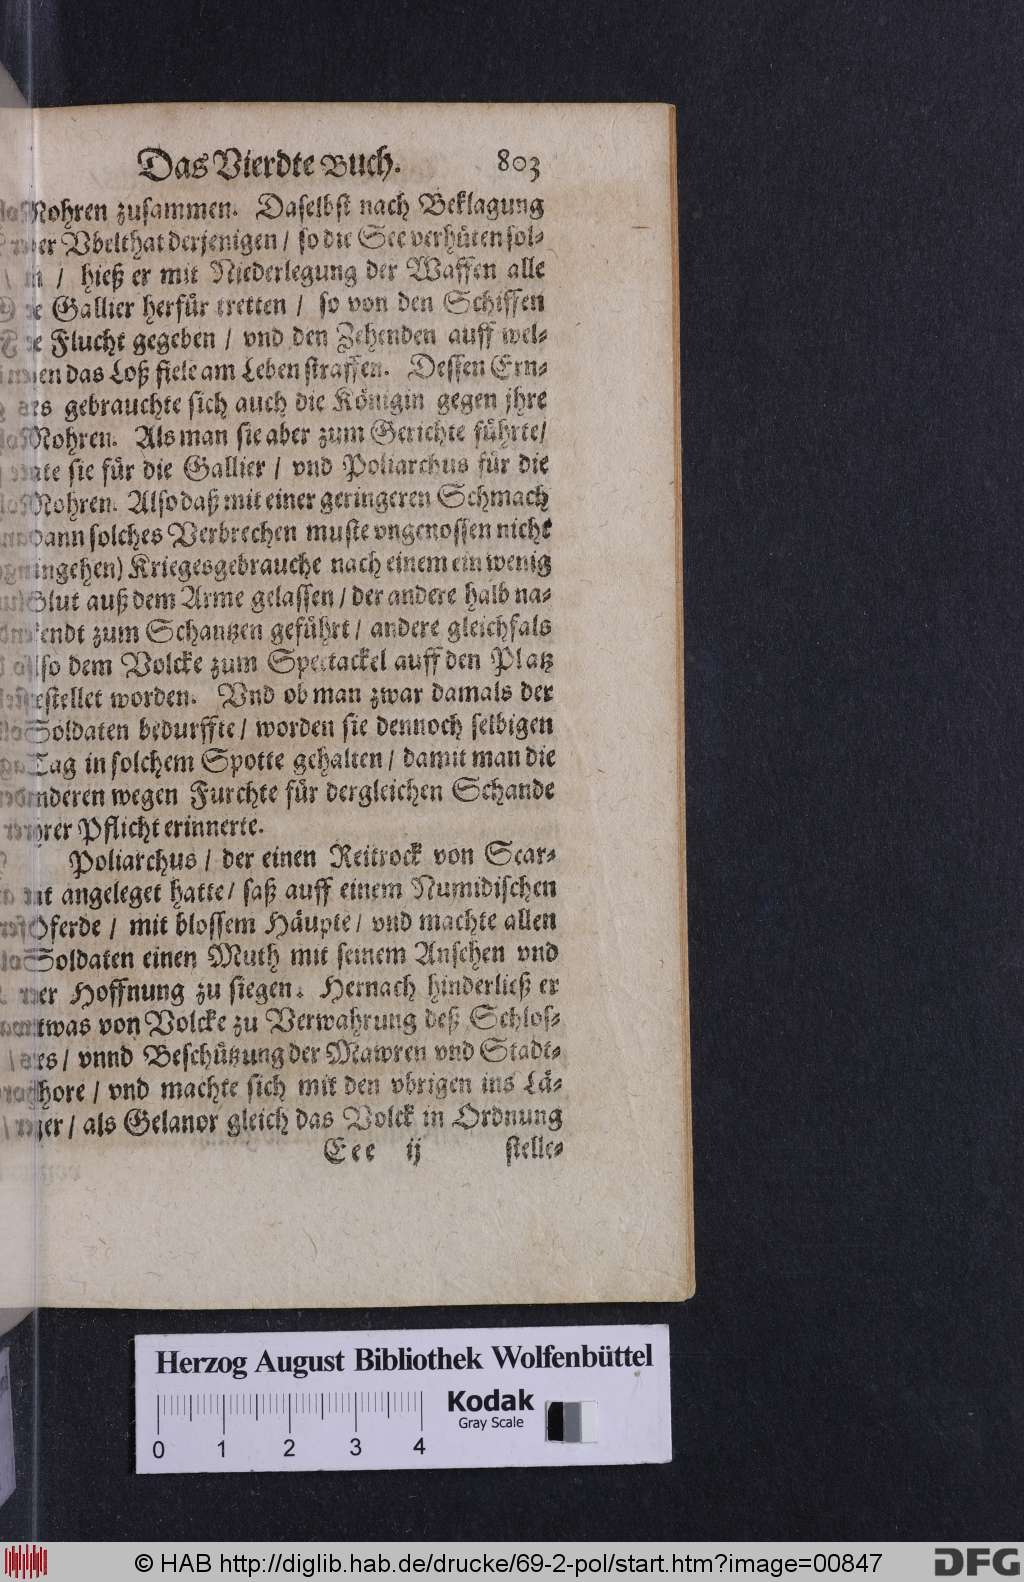 Das Vierdte Buch. 803
Mohren zusammen. Daselbst nach Beklagung
der Vbelthat derjenigen / so die See verhüten sol-
/ hieß er mit Niederlegung der Waffen alle
Gallier herfür tretten / so von den Schiffen
Flucht gegeben / vnd den Zehenden auff wel-
das Loß fiele am Leben straffen. Dessen Ern-
gebrauchte sich auch die Königin gegen jhre
Mohren. Als man sie aber zum Gerichte führte /
sie für die Gallier / vnd Poliarchus für die
Mohren. Also daß mit einer geringeren Schmach
dann solches Verbrechen muste vngenossen nicht
hingehen) Kriegesgebrauche nach einem ein wenig
Blut auß dem Arme gelassen / der andere halb na-
zum Schantzen geführt / andere gleichfals
also dem Volcke zum Spectackel auff den Platz
gestellet worden. Vnd ob man zwar damals der
Soldaten bedurffte / worden sie dennoch selbigen
Tag in solchem Spotte gehalten / damit man die
anderen wegen Furchte für dergleichen Schande
jhrer Pflicht erinnerte.
Poliarchus / der einen Reitrock von Scar-
angeleget hatte / saß auff einem Numidischen
Pferde / mit blossem Häupte / vnd machte allen
Soldaten einen Muth mit seinem Ansehen vnd
der Hoffnung zu siegen. Hernach hinderließ er
etwas von Volcke zu Verwahrung deß Schlos-
ses / vnnd Beschützung der Mawren vnd Stadt-
thore / vnd machte sich mit den vbrigen ins Lä-
ger / als Gelanor gleich das Volck in Ordnung
Eee ij stelle-
Herzog August Bibliothek Wolfenbüttel
Kodak
Gray Scale
0 1 2 3 4
© HAB http://diglib.hab.de/drucke/69-2-pol/start.htm?image=00847
DFG